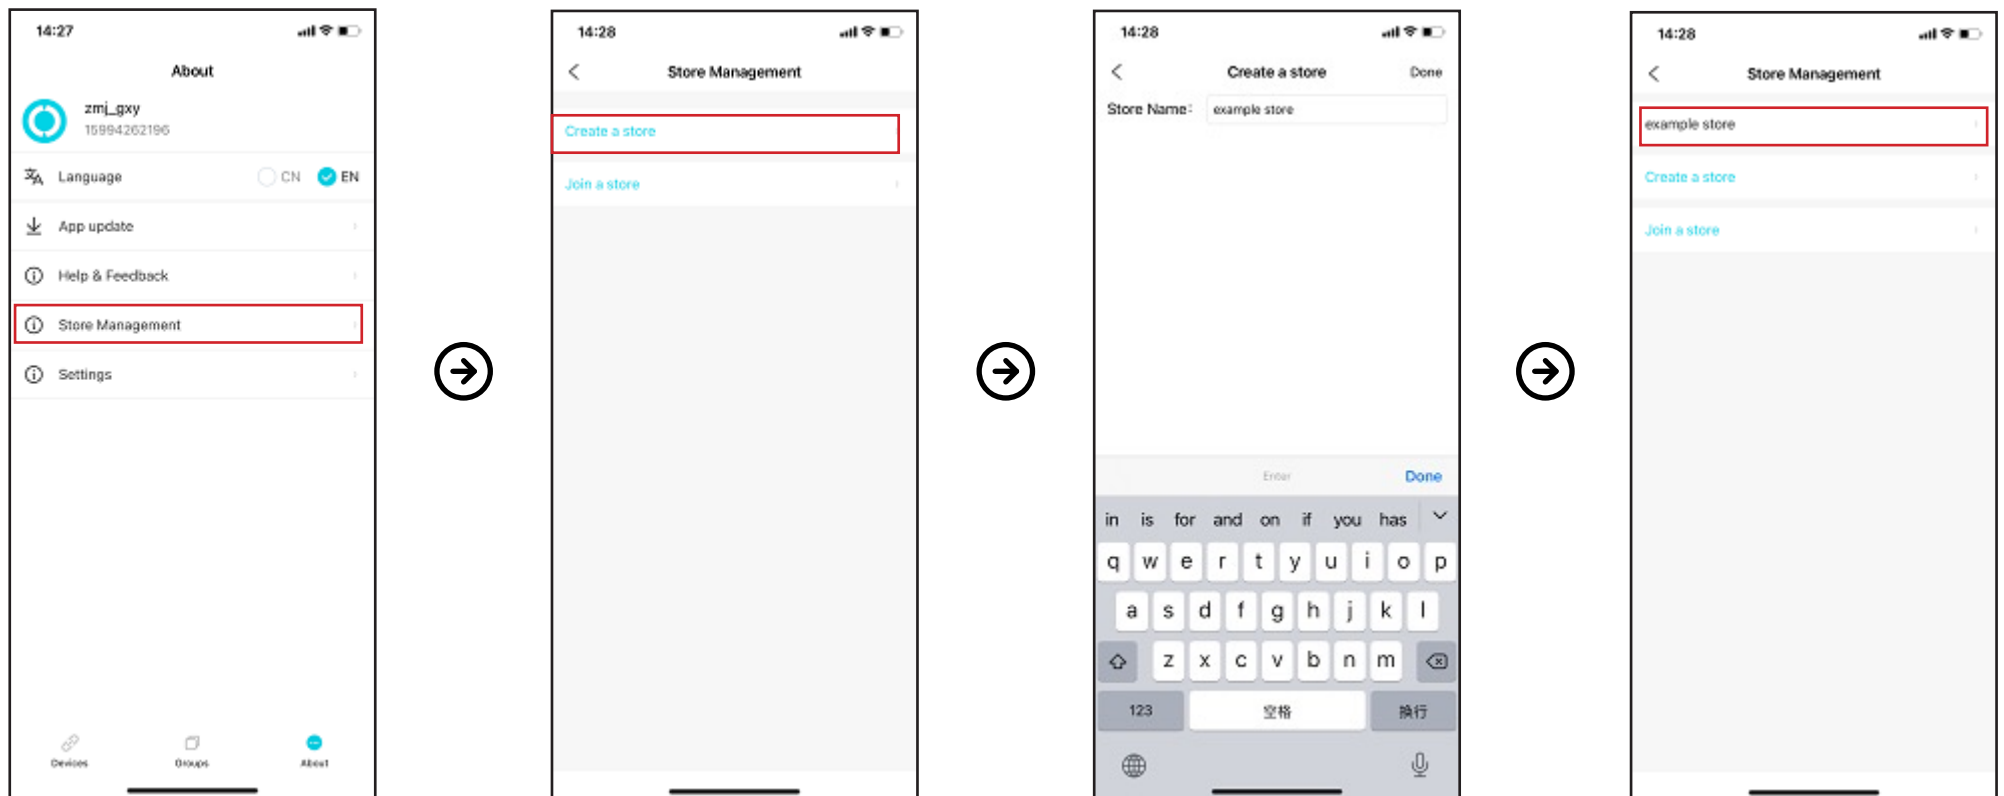 14:27
About
zmj_gxy
15994262196
Language
CN
EN
App update
Help & Feedback
Store Management
Settings
Devices
Groups
About
14:28
Store Management
Create a store
Join a store
14:28
Create a store
Done
Store Name:
example store
Enter
Done
in is for and on if you has
q w e r t y u i o p
a s d f g h j k l
z x c v b n m
123
空格
换行
14:28
Store Management
example store
Create a store
Join a store